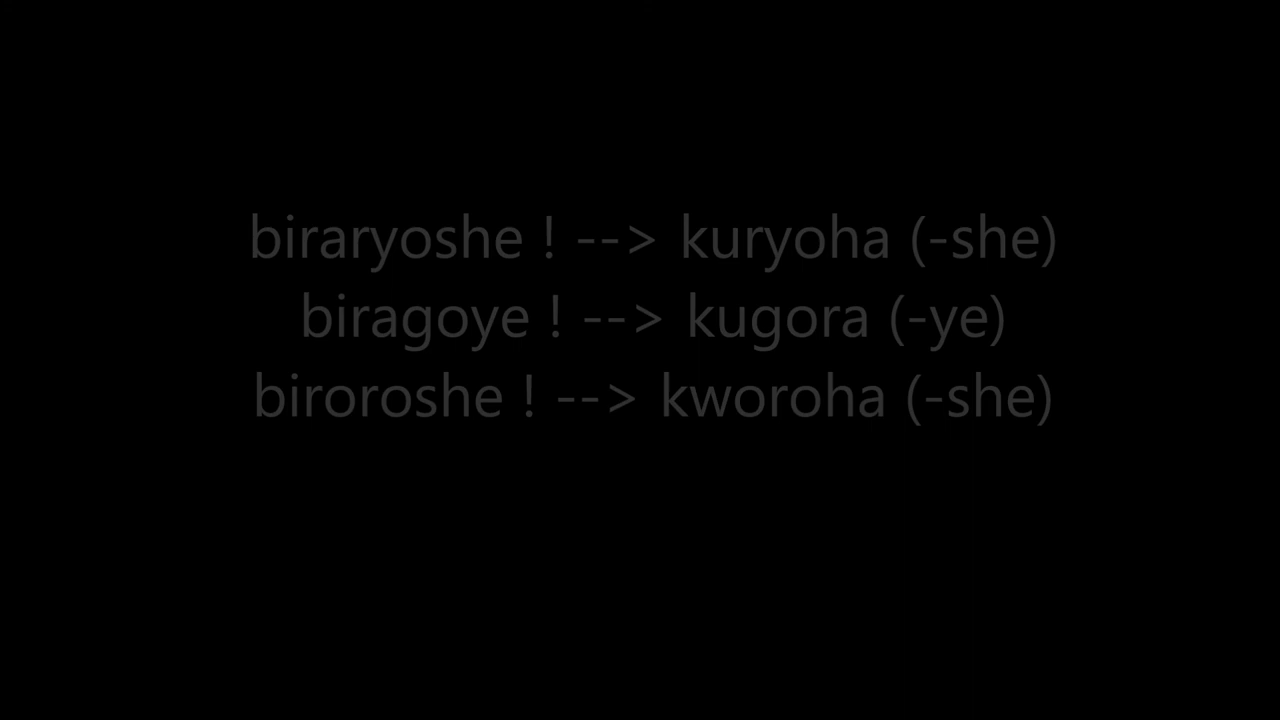 biraryoshe ! --> kuryoha (-she)
biragoye ! --> kugora (-ye)
biroroshe ! --> kworoha (-she)